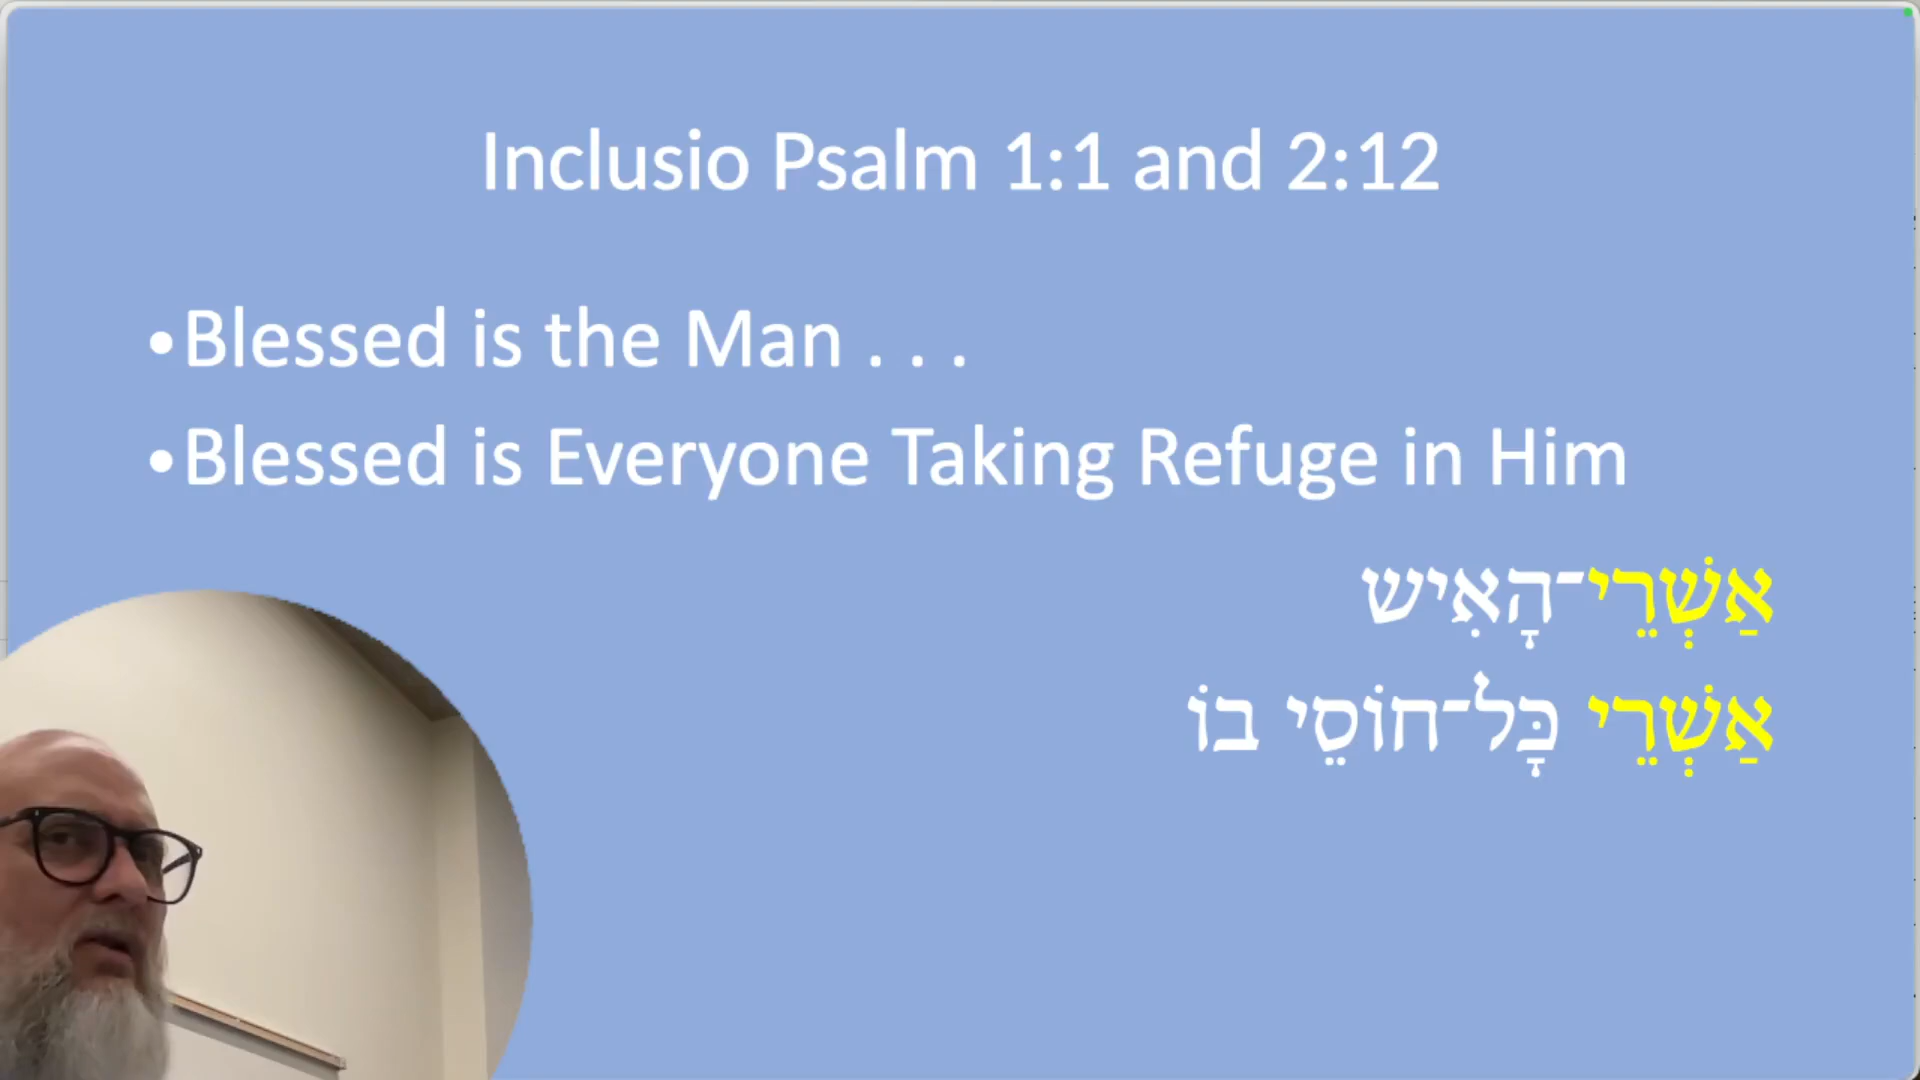 Inclusio Psalm 1:1 and 2:12
•Blessed is the Man . . .
•Blessed is Everyone Taking Refuge in Him
אַשְׁרֵי־הָאִיש
אַשְׁרֵי כָּל־חוֹסֵי בוֹ